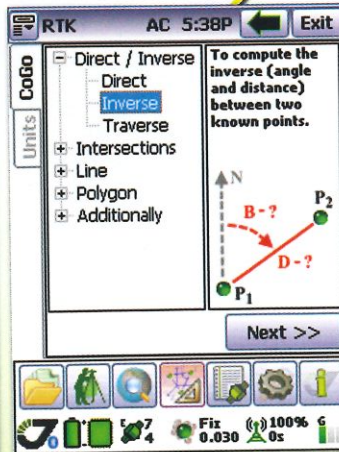 RTK AC 5:38P Exit
CoGo
Units
Direct / Inverse
Direct
Inverse
Traverse
Intersections
Line
Polygon
Additionally
To compute the
inverse (angle
and distance)
between two
known points.
N
P2
B - ?
D - ?
P1
Next >>
0
7
4
Fix
0.030
100%
0s
G